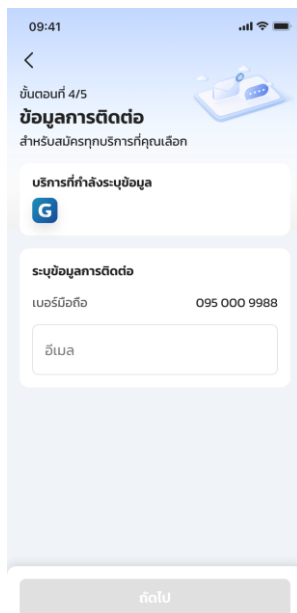 09:41
ขั้นตอนที่ 4/5
ข้อมูลการติดต่อ
สำหรับสมัครทุกบริการที่คุณเลือก
บริการที่กำลังระบุข้อมูล
G
ระบุข้อมูลการติดต่อ
เบอร์มือถือ 095 000 9988
อีเมล
ถัดไป